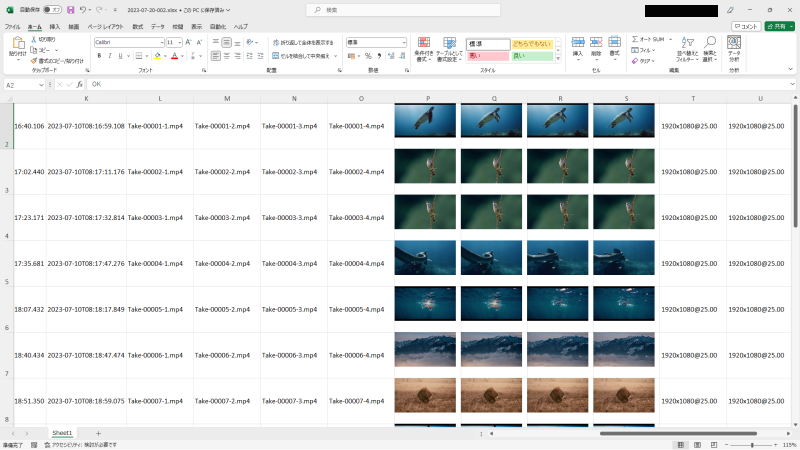 自動保存 オフ 2023-07-20-002.xlsx • この PC に保存済み 検索
ファイル ホーム 挿入 描画 ページ レイアウト 数式 データ 校閲 表示 自動化 ヘルプ コメント 共有
貼り付け 切り取り コピー 書式のコピー/貼り付け クリップボード
Calibri 11 B I U フォント
折り返して全体を表示する セルを結合して中央揃え 配置
標準 % 数値
条件付き書式 テーブルとして書式設定 標準 どちらでもない 悪い 良い スタイル
挿入 削除 書式 セル
オート SUM フィル クリア 並べ替えとフィルター 検索と選択 編集
データ分析 分析
A2 fx OK
K L M N O P Q R S T U
2 16:40.106 2023-07-10T08:16:59.108 Take-00001-1.mp4 Take-00001-2.mp4 Take-00001-3.mp4 Take-00001-4.mp4 1920x1080@25.00 1920x1080@25.00
3 17:02.440 2023-07-10T08:17:11.176 Take-00002-1.mp4 Take-00002-2.mp4 Take-00002-3.mp4 Take-00002-4.mp4 1920x1080@25.00 1920x1080@25.00
4 17:23.171 2023-07-10T08:17:32.814 Take-00003-1.mp4 Take-00003-2.mp4 Take-00003-3.mp4 Take-00003-4.mp4 1920x1080@25.00 1920x1080@25.00
5 17:35.681 2023-07-10T08:17:47.276 Take-00004-1.mp4 Take-00004-2.mp4 Take-00004-3.mp4 Take-00004-4.mp4 1920x1080@25.00 1920x1080@25.00
6 18:07.432 2023-07-10T08:18:17.849 Take-00005-1.mp4 Take-00005-2.mp4 Take-00005-3.mp4 Take-00005-4.mp4 1920x1080@25.00 1920x1080@25.00
7 18:40.434 2023-07-10T08:18:47.474 Take-00006-1.mp4 Take-00006-2.mp4 Take-00006-3.mp4 Take-00006-4.mp4 1920x1080@25.00 1920x1080@25.00
8 18:51.350 2023-07-10T08:18:59.075 Take-00007-1.mp4 Take-00007-2.mp4 Take-00007-3.mp4 Take-00007-4.mp4 1920x1080@25.00 1920x1080@25.00
Sheet1
準備完了 アクセシビリティ: 検討が必要です 115%